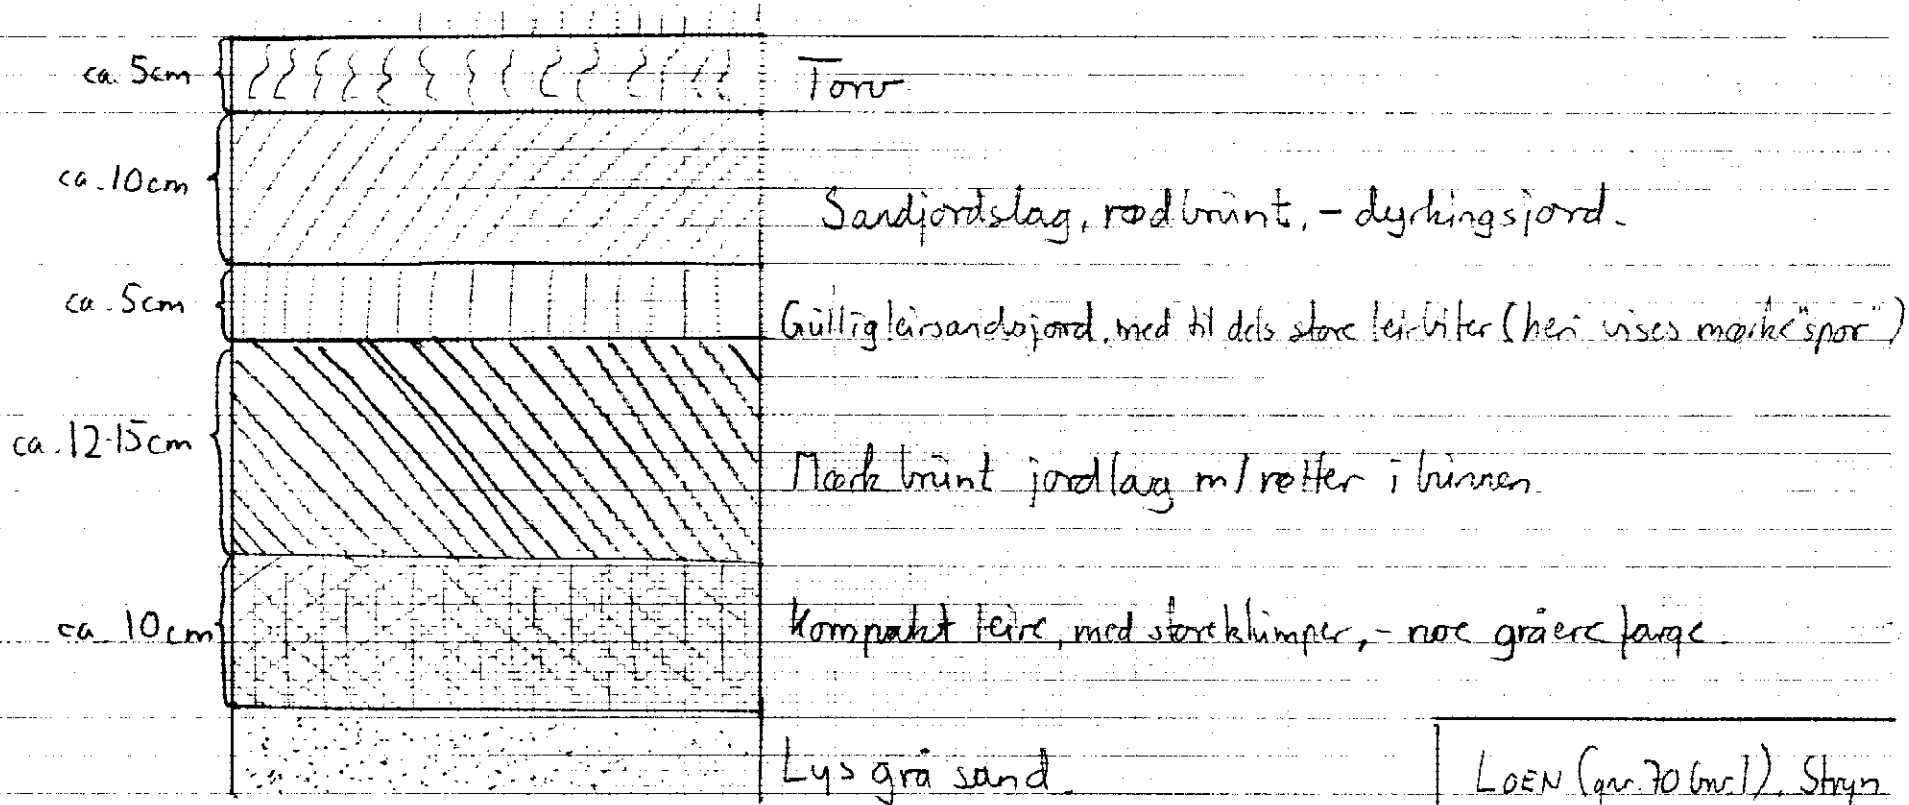 ca. 5cm Torv
ca. 10cm Sandjordslag, rødbrunt, - dyrkingsjord.
ca. 5cm Gullig leirsandsjord, med til dels store leirbiter (heri vises mørke "spor")
ca. 12-15cm Mørk brunt jordlag m/røtter i bunnen.
ca. 10cm Kompakt leire, med store klumper, - noe gråere farge.
Lys grå sand.
LOEN (gnr. 70 bnr. 1), Stryn